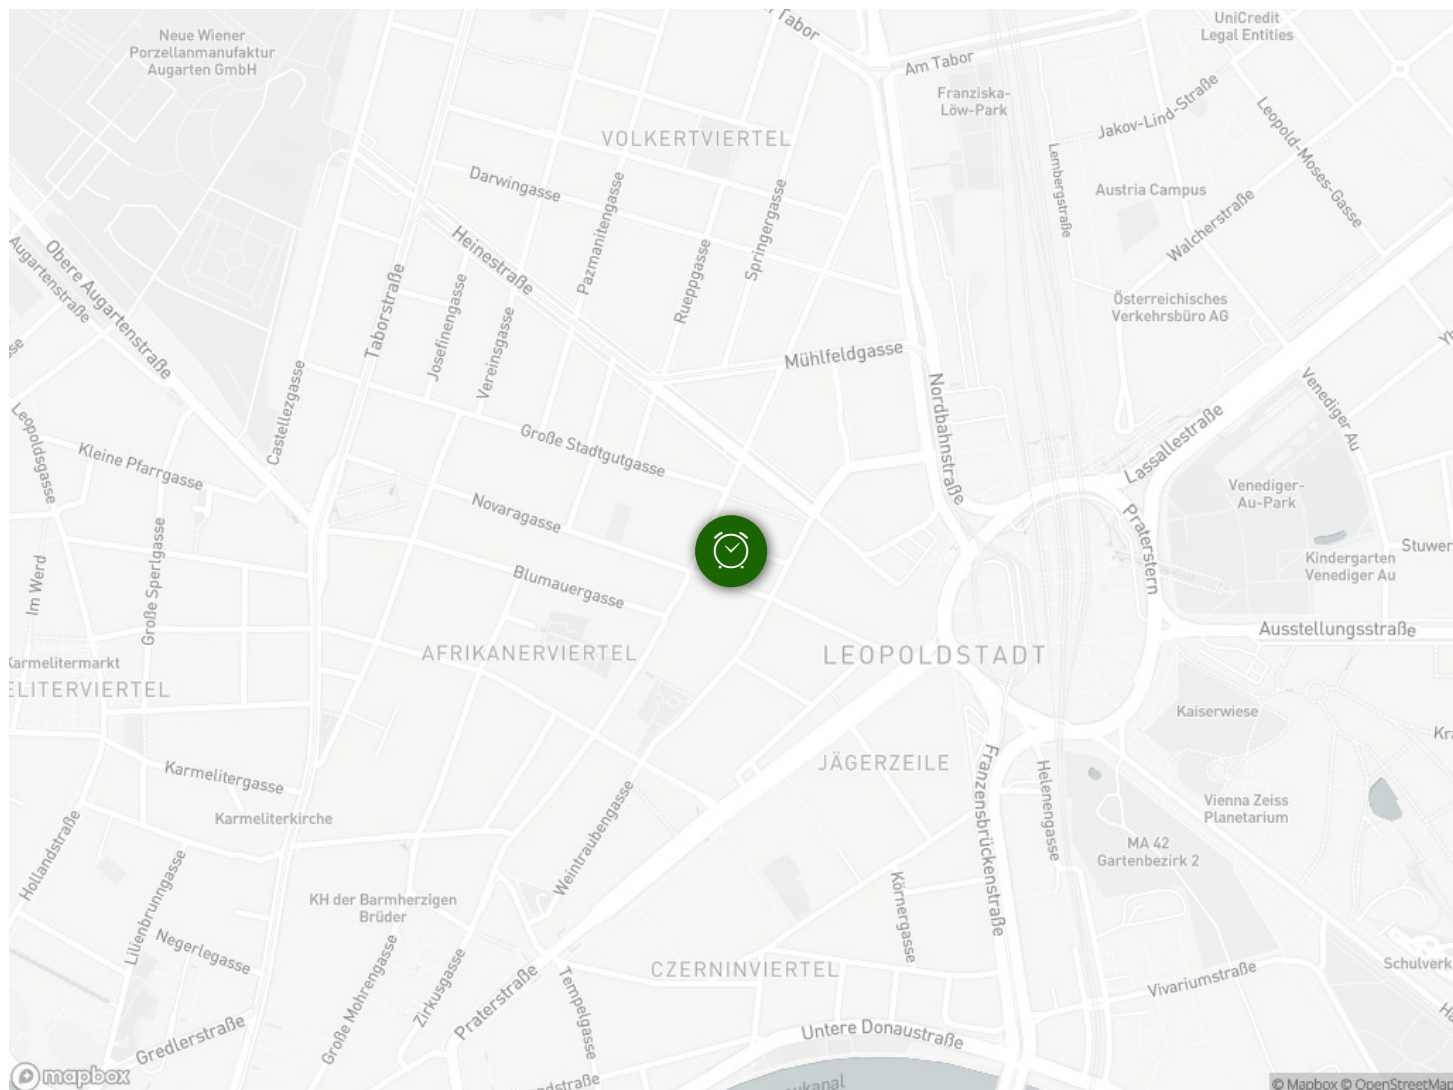 Tabor
UniCredit
Legal Entities
Neue Wiener
Porzellanmanufaktur
Augarten GmbH
Am Tabor
Franziska-
Löw-Park
Jakov-Lind-Straße
Leopold-Moses-Gasse
VOLKERTVIERTEL
Darwingasse
Pazmanitengasse
Springergasse
Lembergstraße
Austria Campus
Walcherstraße
Augartenstraße
Obere Augartenstraße
Heinestraße
Rueppgasse
Taborstraße
Josefinengasse
Vereinsgasse
Österreichisches
Verkehrsbüro AG
Mühlfeldgasse
Nordbahnstraße
Venediger Au
Lassallestraße
Castellezgasse
Leopoldsgasse
Kleine Pfarrgasse
Große Stadtgutgasse
Novaragasse
Venediger-
Au-Park
Praterstern
Große Sperlgasse
Im Werd
Blumauergasse
Stuwer
Kindergarten
Venediger Au
Ausstellungsstraße
AFRIKANERVIERTEL
LEOPOLDSTADT
Karmelitermarkt
ELITERVIERTEL
Kaiserwiese
Karmelitergasse
JÄGERZEILE
Franzensbrückenstraße
Helenengasse
Vienna Zeiss
Planetarium
Karmeliterkirche
Hollandstraße
Weintraubengasse
MA 42
Gartenbezirk 2
Lilienbrunngasse
KH der Barmherzigen
Brüder
Körnergasse
Negerlegasse
Große Mohrengasse
Zirkusgasse
Praterstraße
Tempelgasse
CZERNINVIERTEL
Vivariumstraße
Schulverk
Gredlerstraße
Untere Donaustraße
ndstraße
ukanal
mapbox
© Mapbox © OpenStreetMap